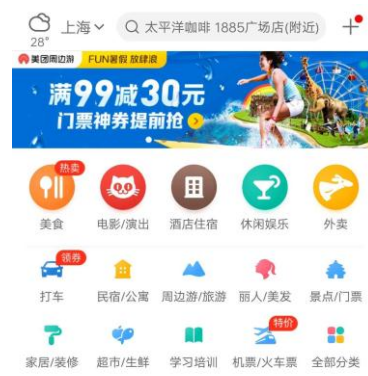 28°
上海
太平洋咖啡 1885广场店(附近)
美团周边游 FUN暑假 放肆浪
满99减30元
门票神券提前抢
热卖
美食 电影/演出 酒店住宿 休闲娱乐 外卖
领券
打车 民宿/公寓 周边游/旅游 丽人/美发 景点/门票
特价
家居/装修 超市/生鲜 学习培训 机票/火车票 全部分类